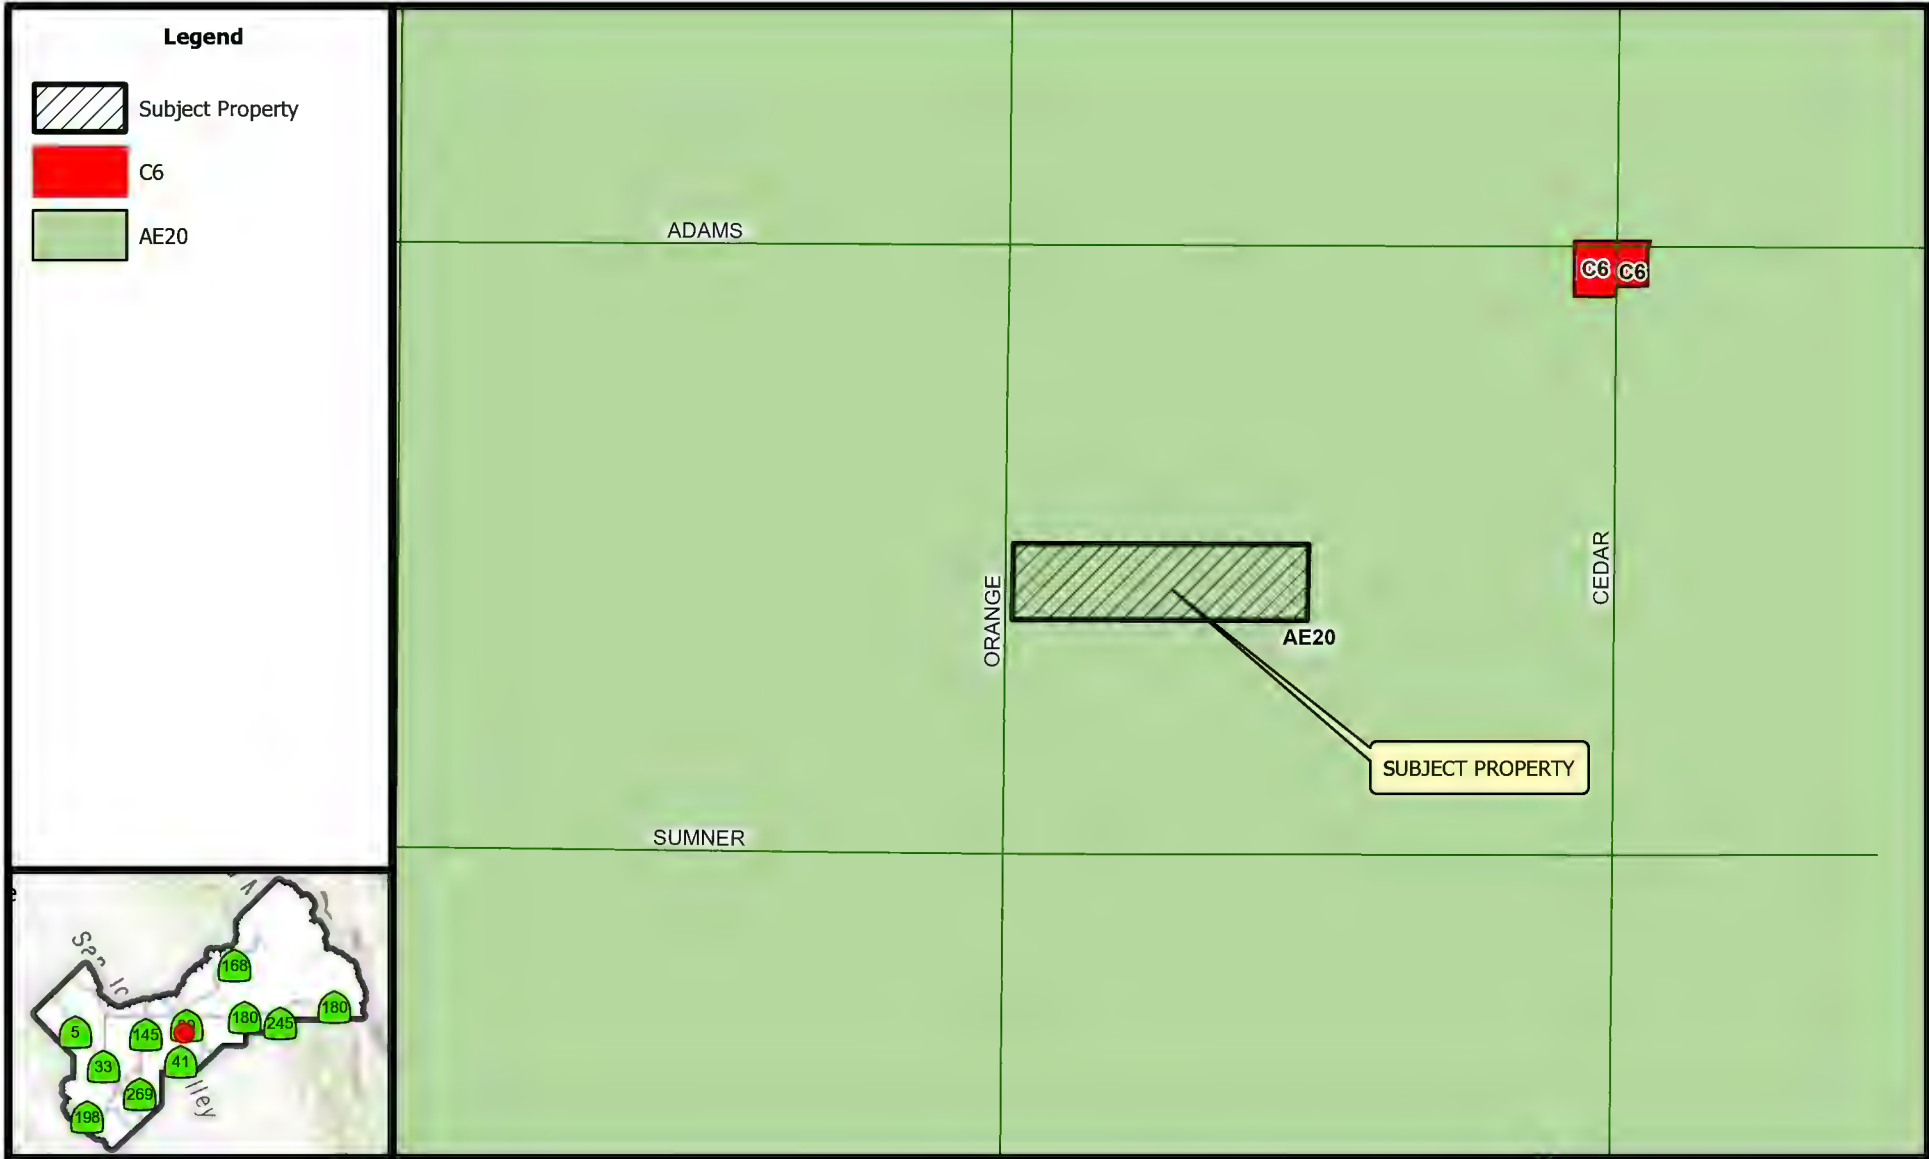 Legend
Subject Property
C6
AE20
ADAMS
C6 C6
CEDAR
ORANGE
AE20
SUBJECT PROPERTY
SUMNER
168
180
180
245
5
145
33
41
269
198
lley